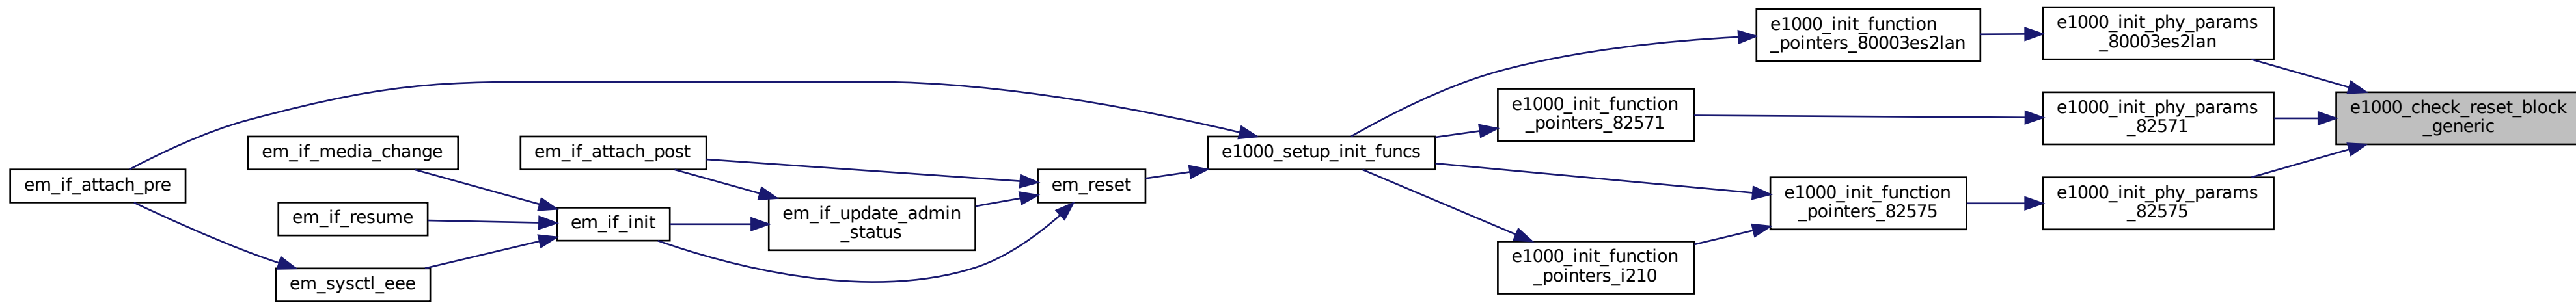 em_if_attach_pre
em_if_media_change
em_if_resume
em_sysctl_eee
em_if_attach_post
em_if_init
em_if_update_admin
_status
em_reset
e1000_setup_init_funcs
e1000_init_function
_pointers_82571
e1000_init_function
_pointers_i210
e1000_init_function
_pointers_80003es2lan
e1000_init_function
_pointers_82575
e1000_init_phy_params
_80003es2lan
e1000_init_phy_params
_82571
e1000_init_phy_params
_82575
e1000_check_reset_block
_generic